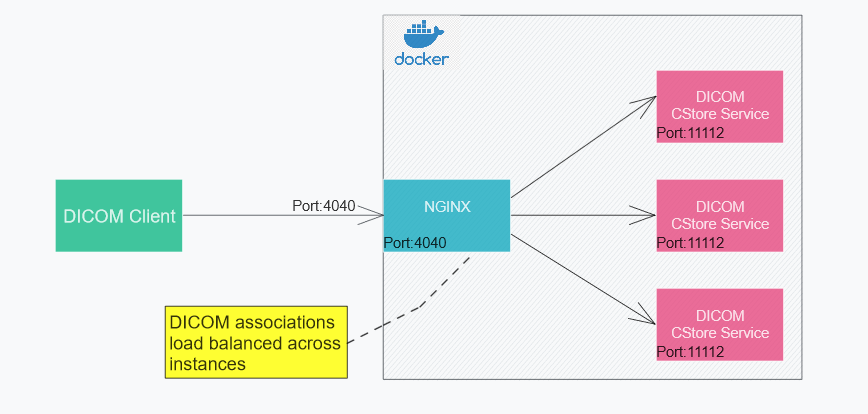 docker
DICOM
CStore Service
Port:11112
DICOM Client
Port:4040
NGINX
Port:4040
DICOM
CStore Service
Port:11112
DICOM associations
load balanced across
instances
DICOM
CStore Service
Port:11112